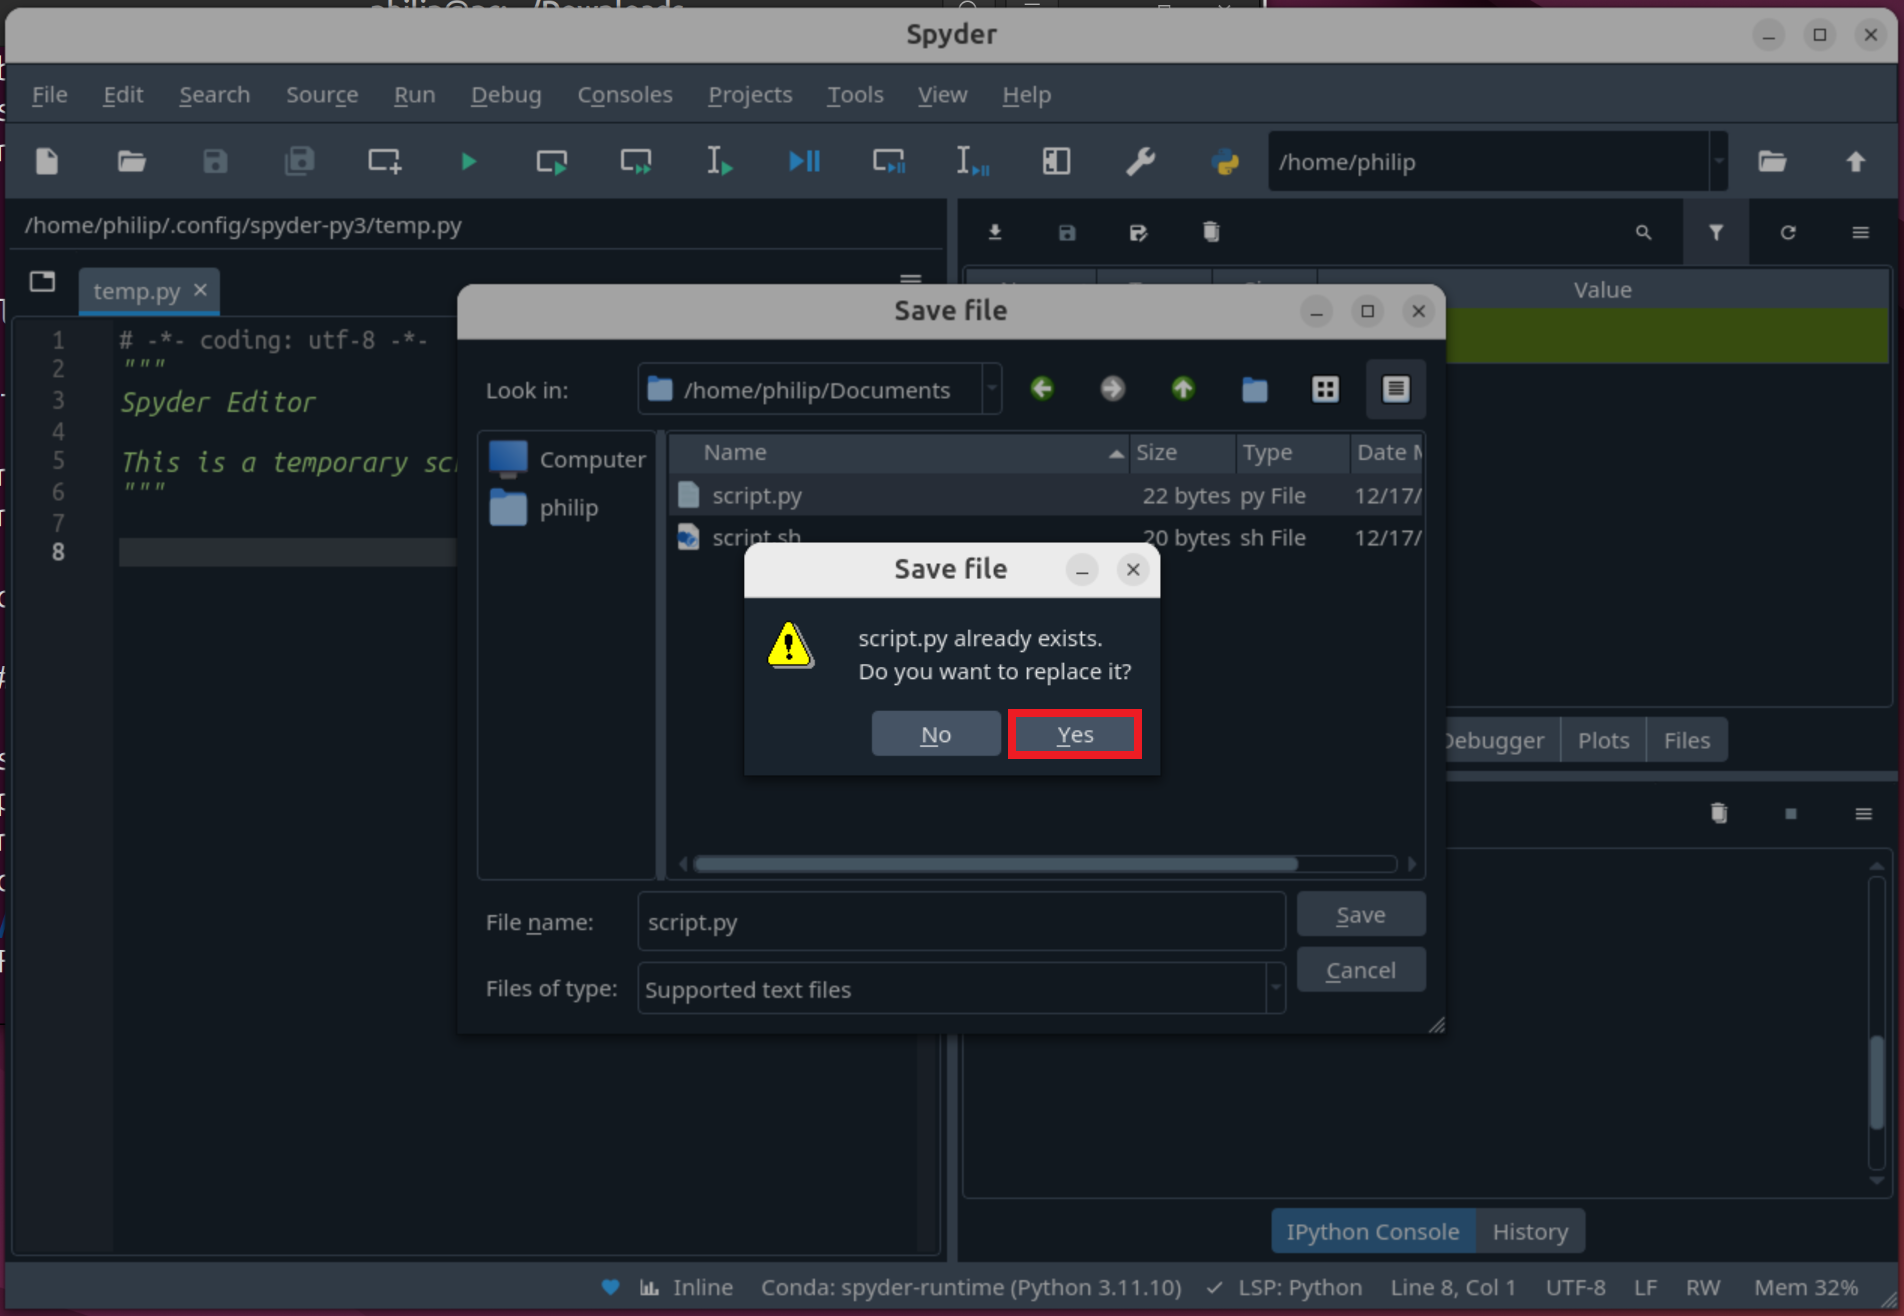 Spyder
File Edit Search Source Run Debug Consoles Projects Tools View Help
/home/philip
/home/philip/.config/spyder-py3/temp.py
temp.py
Value
1 # -*- coding: utf-8 -*-
2 """
3 Spyder Editor
4
5 This is a temporary
6 """
7
8
Save file
Look in: /home/philip/Documents
Computer
philip
Name Size Type Date
script.py 22 bytes py File 12/17/
script.sh 20 bytes sh File 12/17/
Save file
script.py already exists.
Do you want to replace it?
No Yes
Debugger Plots Files
File name: script.py Save
Cancel
Files of type: Supported text files
IPython Console History
Inline Conda: spyder-runtime (Python 3.11.10) ✓ LSP: Python Line 8, Col 1 UTF-8 LF RW Mem 32%